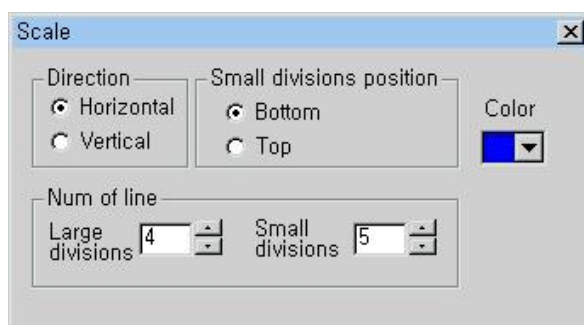 Scale
Direction
Horizontal
Vertical
Small divisions position
Bottom
Top
Color
Num of line
Large divisions 4
Small divisions 5